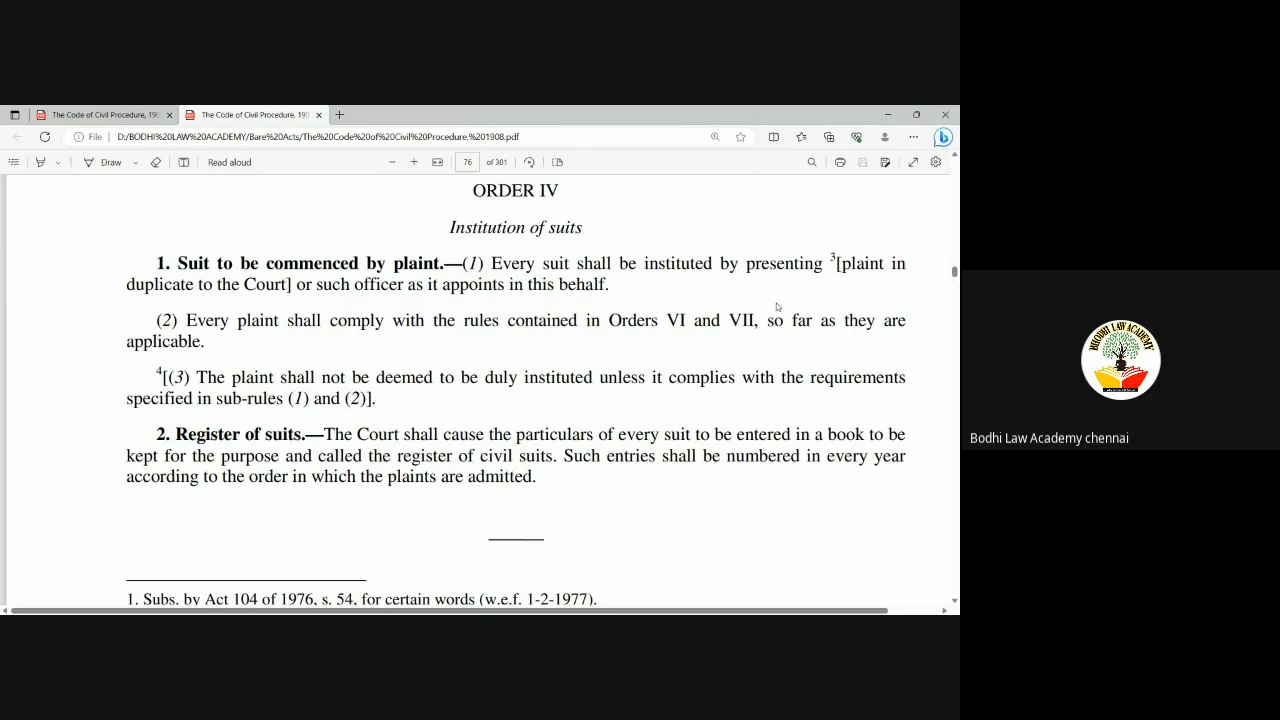 The Code of Civil Procedure, 190
The Code of Civil Procedure, 190
File
D:/BODHI%20LAW%20ACADEMY/Bare%20Acts/The%20Code%20of%20Civil%20Procedure,%201908.pdf
Draw
Read aloud
76
of 301
ORDER IV
Institution of suits
1. Suit to be commenced by plaint.—(1) Every suit shall be instituted by presenting 3[plaint in
duplicate to the Court] or such officer as it appoints in this behalf.
(2) Every plaint shall comply with the rules contained in Orders VI and VII, so far as they are
applicable.
4[(3) The plaint shall not be deemed to be duly instituted unless it complies with the requirements
specified in sub-rules (1) and (2)].
2. Register of suits.—The Court shall cause the particulars of every suit to be entered in a book to be
kept for the purpose and called the register of civil suits. Such entries shall be numbered in every year
according to the order in which the plaints are admitted.
1. Subs. by Act 104 of 1976, s. 54, for certain words (w.e.f. 1-2-1977).
BHODHI LAW ACADEMY
Bodhi Law Academy chennai